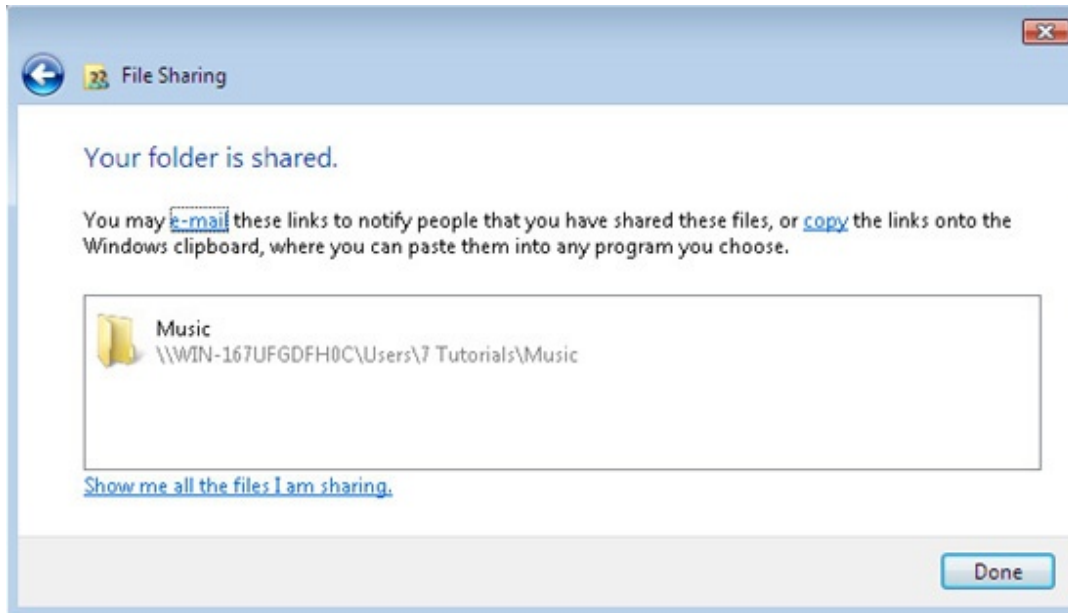 File Sharing
Your folder is shared.
You may e-mail these links to notify people that you have shared these files, or copy the links onto the
Windows clipboard, where you can paste them into any program you choose.
Music
\\WIN-167UFGDFH0C\Users\7 Tutorials\Music
Show me all the files I am sharing.
Done